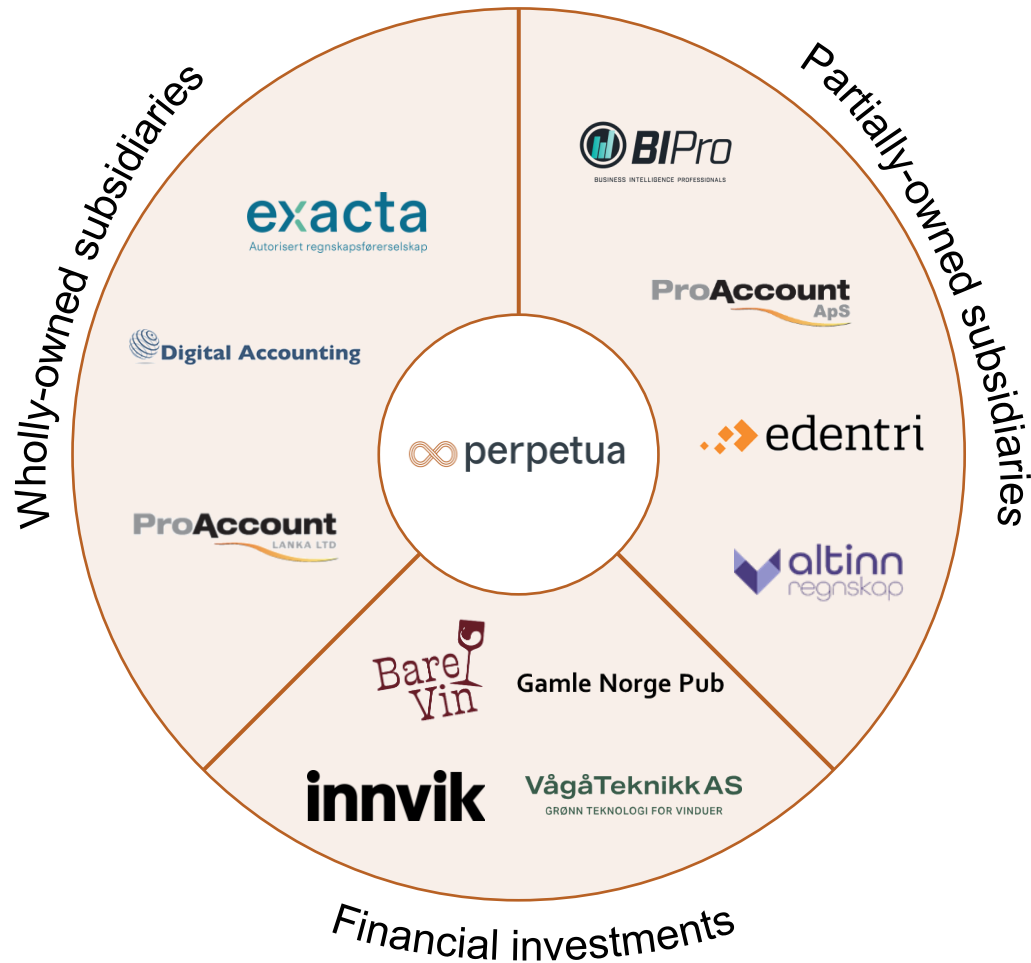 Wholly-owned subsidiaries
exacta
Autorisert regnskapsførerselskap
Digital Accounting
ProAccount
LANKA LTD
Partially-owned subsidiaries
BIPro
BUSINESS INTELLIGENCE PROFESSIONALS
ProAccount
ApS
edentri
altinn
regnskap
perpetua
Bare
Vin
Gamle Norge Pub
innvik
VågåTeknikk AS
GRØNN TEKNOLOGI FOR VINDUER
Financial investments